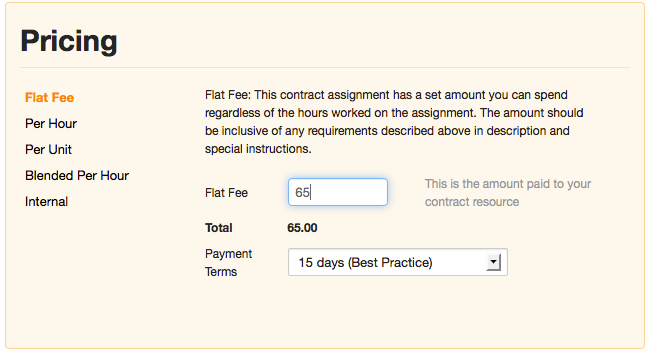 Pricing
Flat Fee
Per Hour
Per Unit
Blended Per Hour
Internal
Flat Fee: This contract assignment has a set amount you can spend
regardless of the hours worked on the assignment. The amount should
be inclusive of any requirements described above in description and
special instructions.
Flat Fee
65
This is the amount paid to your
contract resource
Total
65.00
Payment
Terms
15 days (Best Practice)